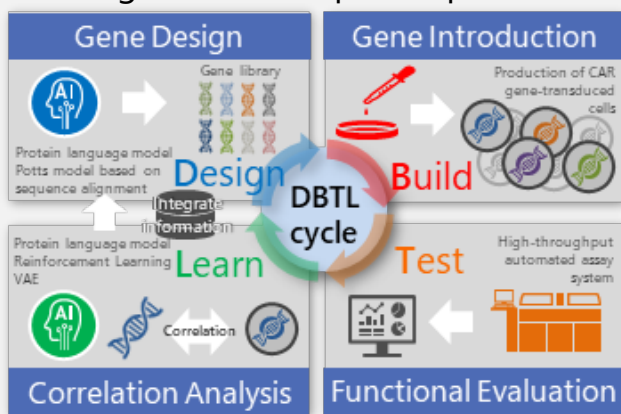 Gene Design
AI
Gene library
Protein language model
Potts model based on
sequence alignment
Design
Gene Introduction
Production of CAR
gene-transduced
cells
Build
DBTL
cycle
Integrate
information
Protein language model
Reinforcement Learning
VAE
Learn
AI
Correlation
Correlation Analysis
Test
High-throughput
automated assay
system
Functional Evaluation